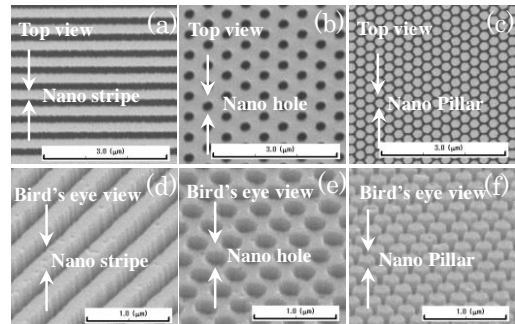 Top view (a)
Nano stripe
3.0 (μm)
Top view (b)
Nano hole
3.0 (μm)
Top view (c)
Nano Pillar
3.0 (μm)
Bird's eye view (d)
Nano stripe
1.0 (μm)
Bird's eye view (e)
Nano hole
1.0 (μm)
Bird's eye view (f)
Nano Pillar
1.0 (μm)